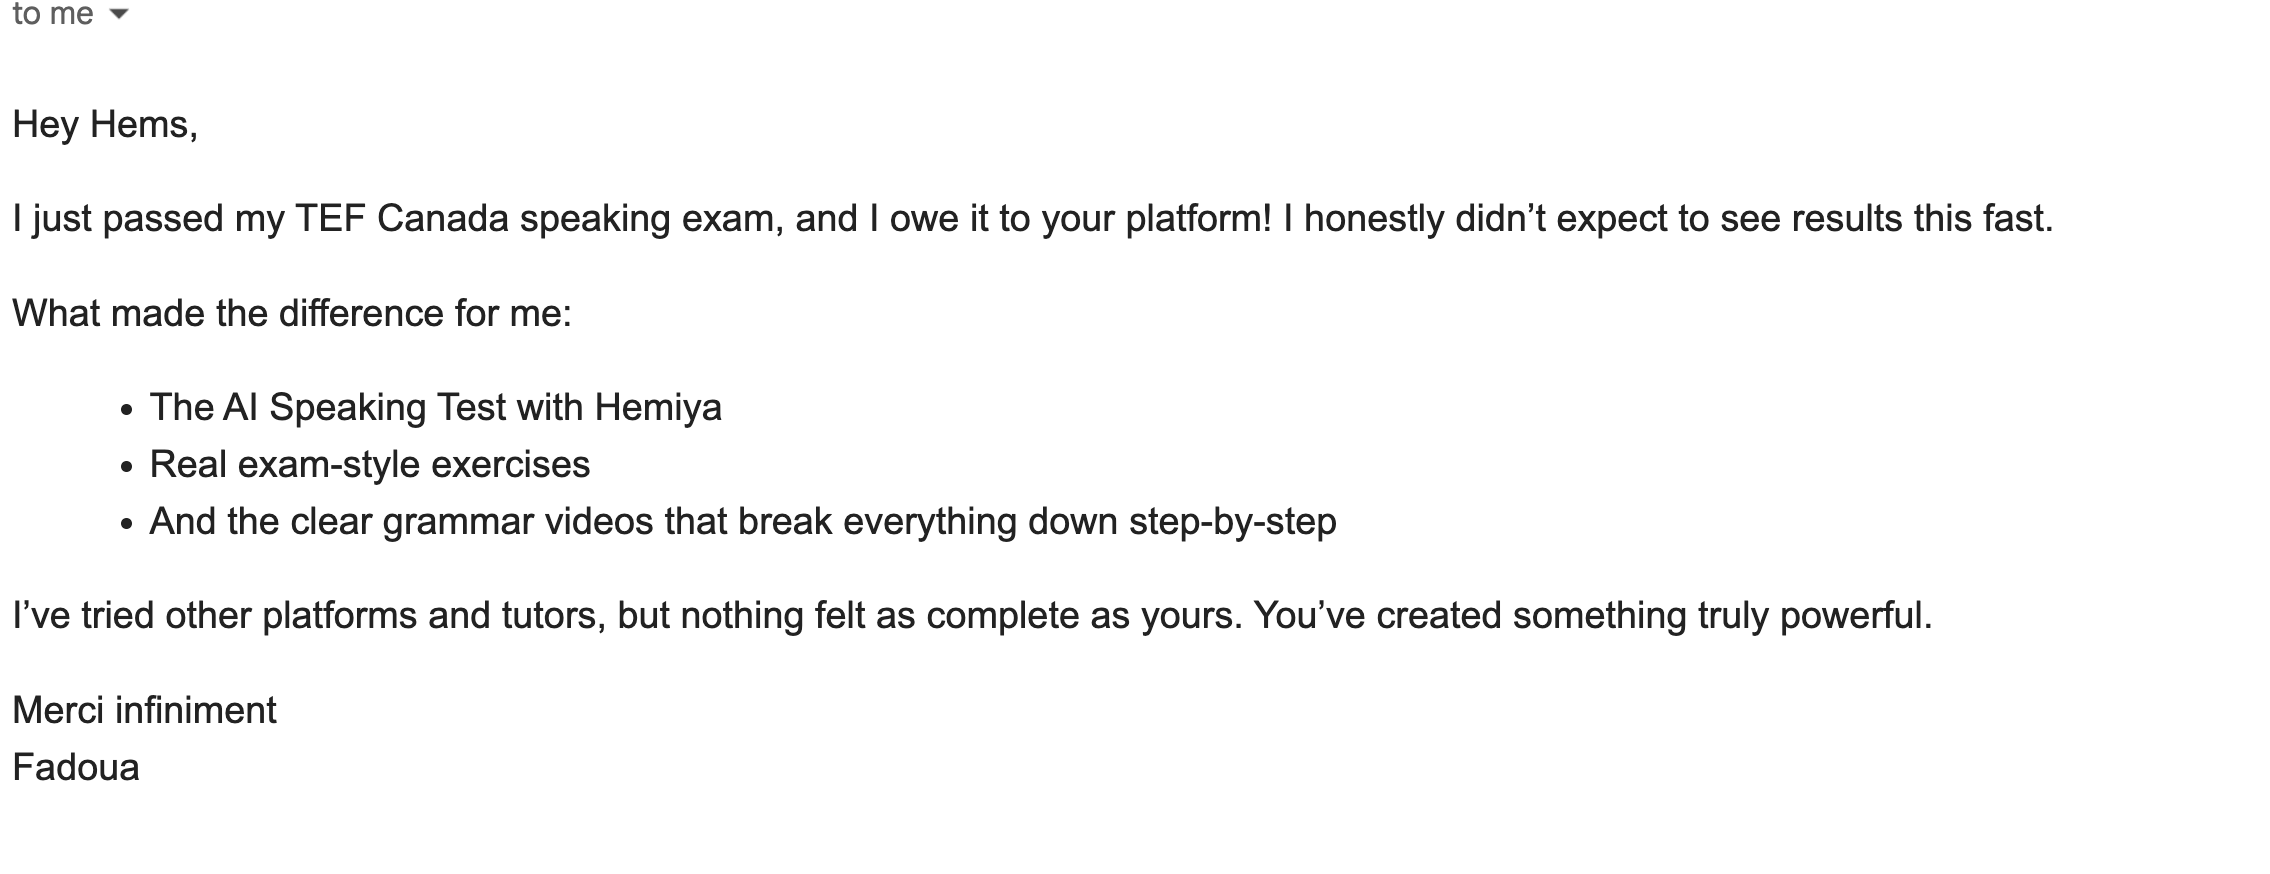 to me
Hey Hems,
I just passed my TEF Canada speaking exam, and I owe it to your platform! I honestly didn’t expect to see results this fast.
What made the difference for me:
• The AI Speaking Test with Hemiya
• Real exam-style exercises
• And the clear grammar videos that break everything down step-by-step
I’ve tried other platforms and tutors, but nothing felt as complete as yours. You’ve created something truly powerful.
Merci infiniment
Fadoua